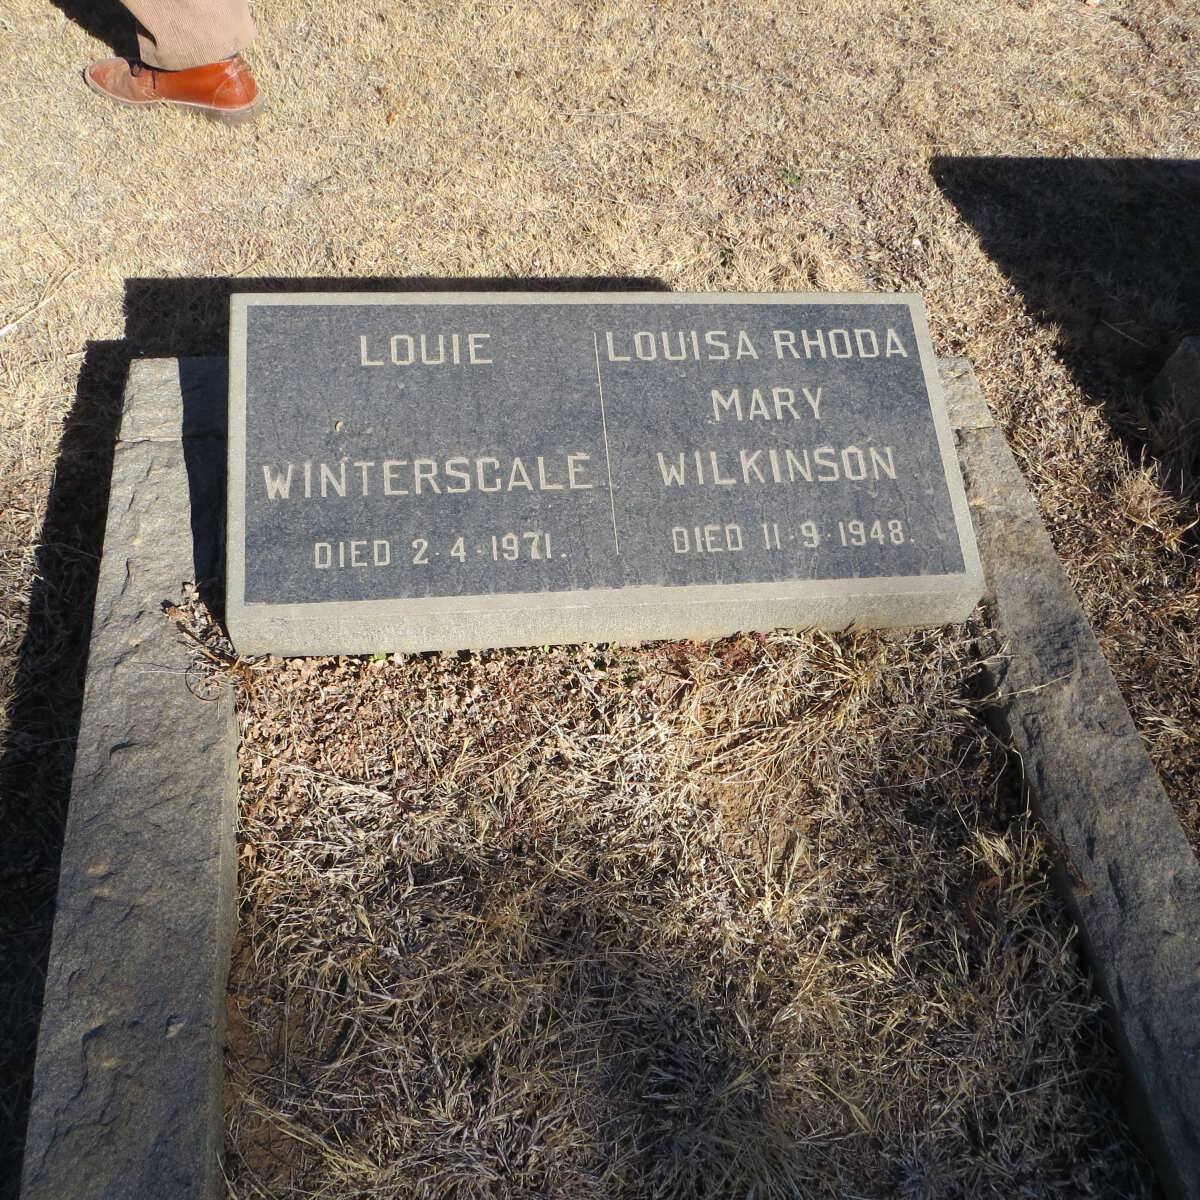 LOUIE
WINTERSCALE
DIED 2·4·1971.
LOUISA RHODA
MARY
WILKINSON
DIED 11·9·1948.